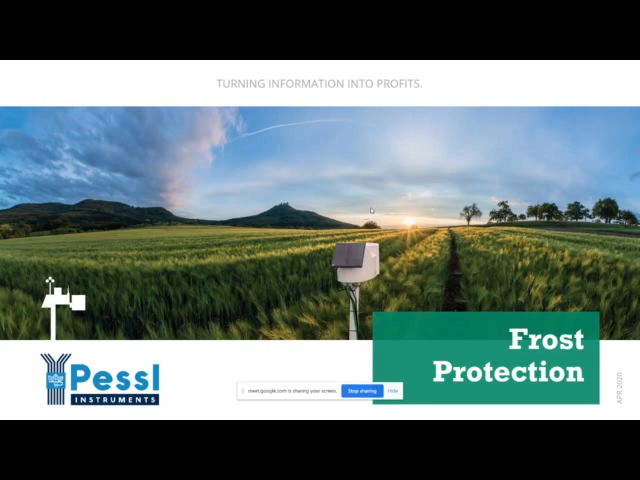 TURNING INFORMATION INTO PROFITS.
Frost
Protection
Pessl
INSTRUMENTS
meet.google.com is sharing your screen.
Stop sharing
Hide
APR 2020